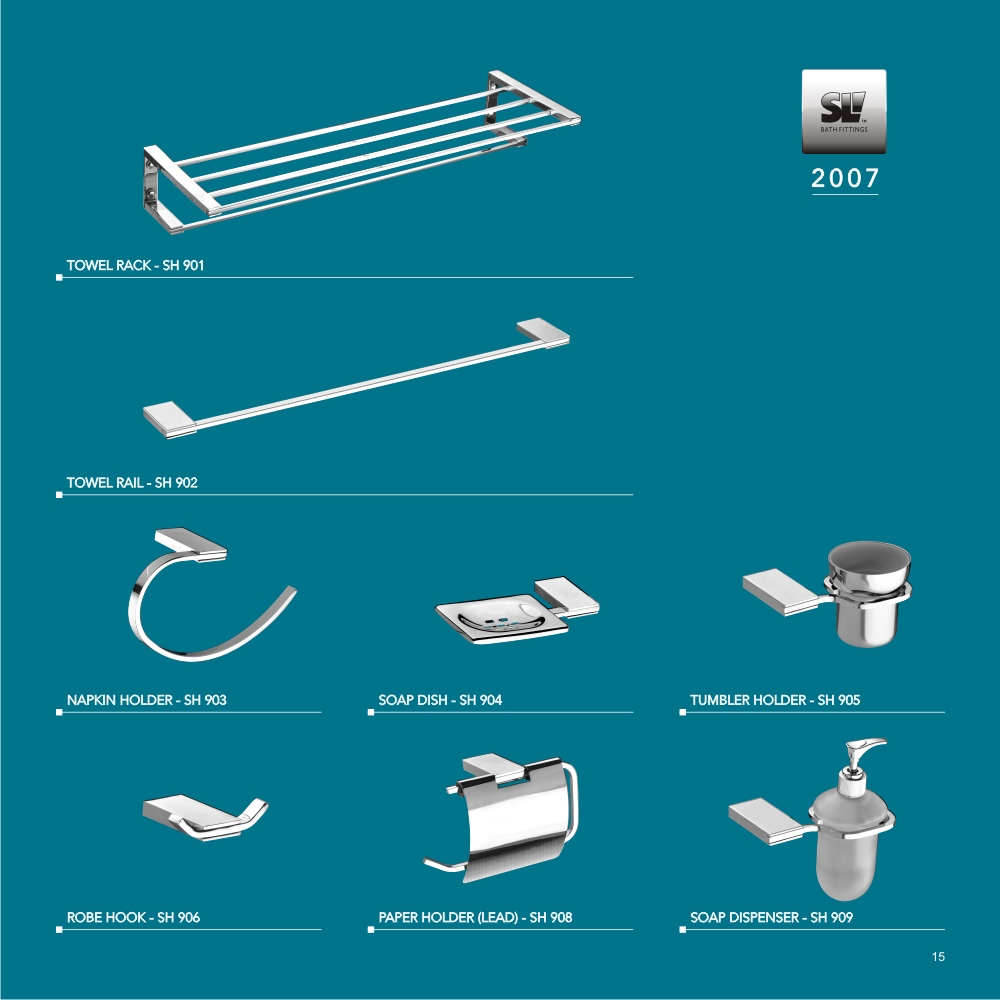 SL!™
BATH FITTINGS
2007
TOWEL RACK - SH 901
TOWEL RAIL - SH 902
NAPKIN HOLDER - SH 903
SOAP DISH - SH 904
TUMBLER HOLDER - SH 905
ROBE HOOK - SH 906
PAPER HOLDER (LEAD) - SH 908
SOAP DISPENSER - SH 909
15